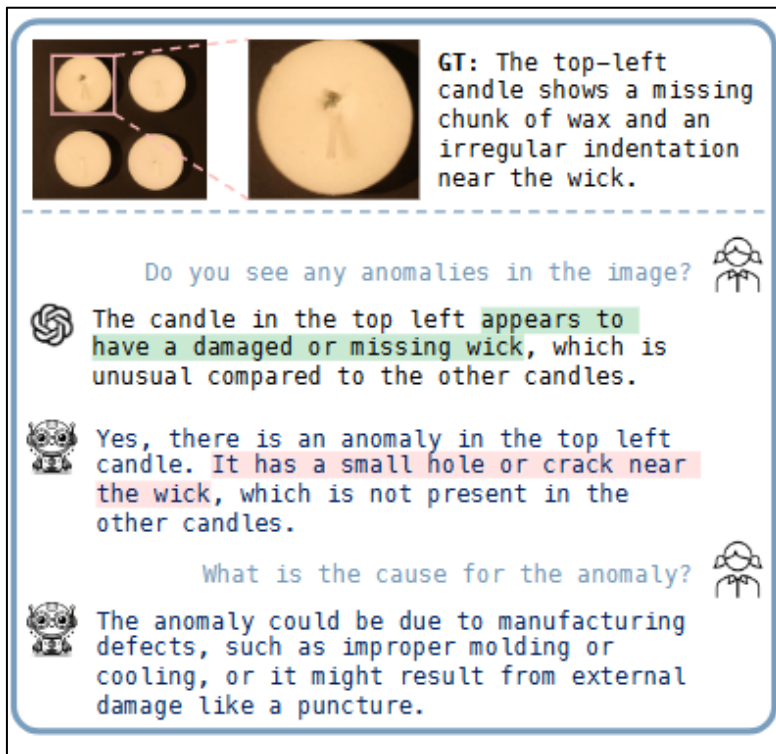 GT: The top-left
candle shows a missing
chunk of wax and an
irregular indentation
near the wick.
Do you see any anomalies in the image?
The candle in the top left appears to
have a damaged or missing wick, which is
unusual compared to the other candles.
Yes, there is an anomaly in the top left
candle. It has a small hole or crack near
the wick, which is not present in the
other candles.
What is the cause for the anomaly?
The anomaly could be due to manufacturing
defects, such as improper molding or
cooling, or it might result from external
damage like a puncture.